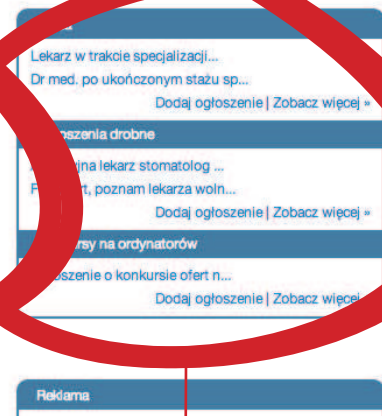 Lekarz w trakcie specjalizacji...
Dr med. po ukończonym stażu sp...
Dodaj ogłoszenie | Zobacz więcej »
drobne
lekarz stomatolog ...
poznam lekarza woln...
Dodaj ogłoszenie | Zobacz więcej »
na ordynatorów
o konkursie ofert n...
Dodaj ogłoszenie | Zobacz więcej
Reklama